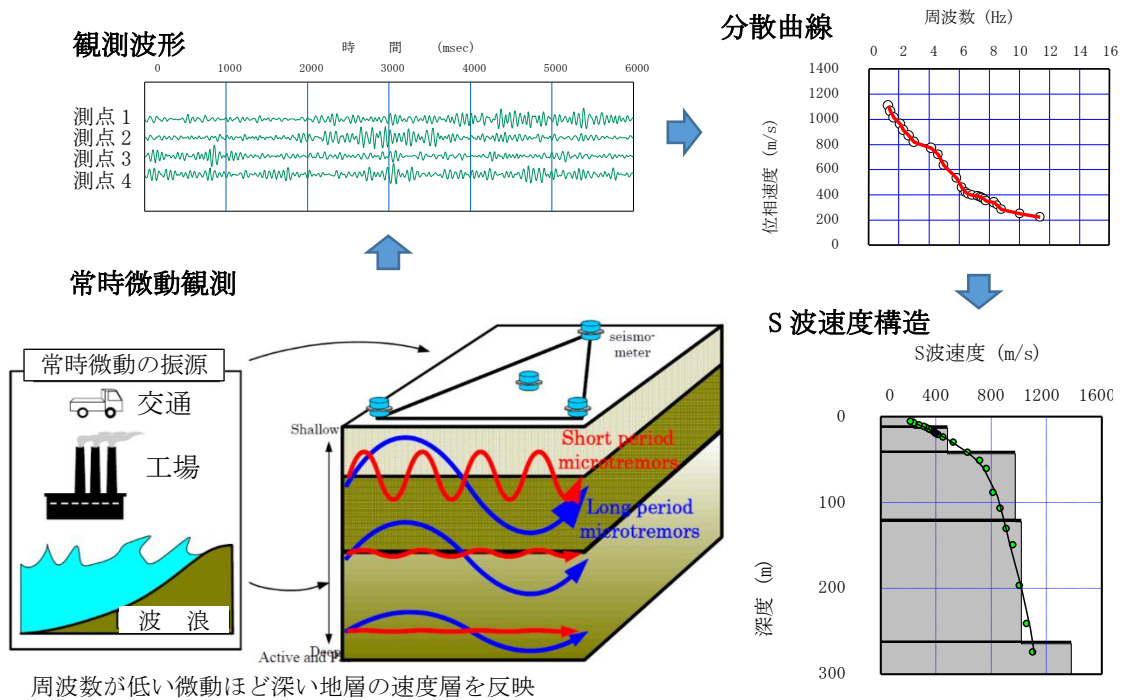 観測波形
時 間 (msec)
0 1000 2000 3000 4000 5000 6000
測点 1
測点 2
測点 3
測点 4
分散曲線
周波数 (Hz)
0 2 4 6 8 10 12 14 16
1400
1200
1000
800
600
400
200
0
位相速度 (m/s)
常時微動観測
常時微動の振源
交通
工場
波 浪
seismo-
meter
Shallow
Short period
microtremors
Long period
microtremors
Deep
Active and
周波数が低い微動ほど深い地層の速度層を反映
S 波速度構造
S波速度 (m/s)
0 400 800 1200 1600
0
100
200
300
深度 (m)